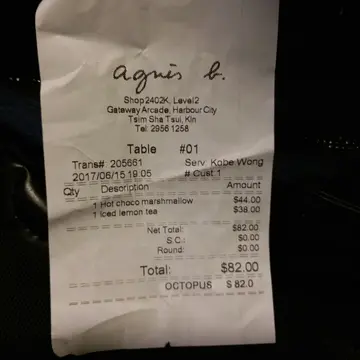 agnès b.
Shop 2402K, Level 2
Gateway Arcade, Harbour City
Tsim Sha Tsui, Kln
Tel: 2956 1258
Table #01
Trans# 205661 Serv. Kobe Wong
2017/06/15 19:05 # Cust 1
Qty Description Amount
1 Hot choco marshmallow $44.00
1 Iced lemon tea $38.00
Net Total: $82.00
S.C.: $0.00
Round: $0.00
Total: $82.00
OCTOPUS $ 82.0